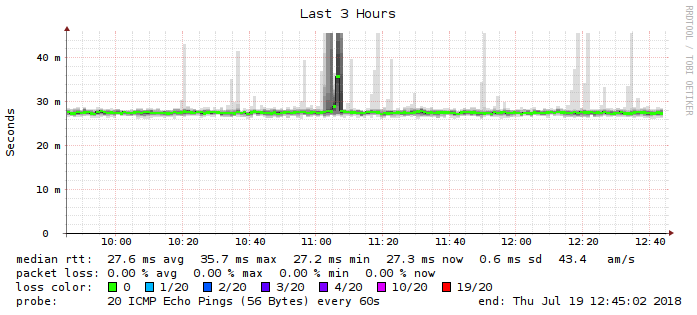 Last 3 Hours
RRDTOOL / TOBI OETIKER
Seconds
40 m
30 m
20 m
10 m
0
10:00 10:20 10:40 11:00 11:20 11:40 12:00 12:20 12:40
median rtt: 27.6 ms avg 35.7 ms max 27.2 ms min 27.3 ms now 0.6 ms sd 43.4 am/s
packet loss: 0.00 % avg 0.00 % max 0.00 % min 0.00 % now
loss color: 0 1/20 2/20 3/20 4/20 10/20 19/20
probe: 20 ICMP Echo Pings (56 Bytes) every 60s end: Thu Jul 19 12:45:02 2018